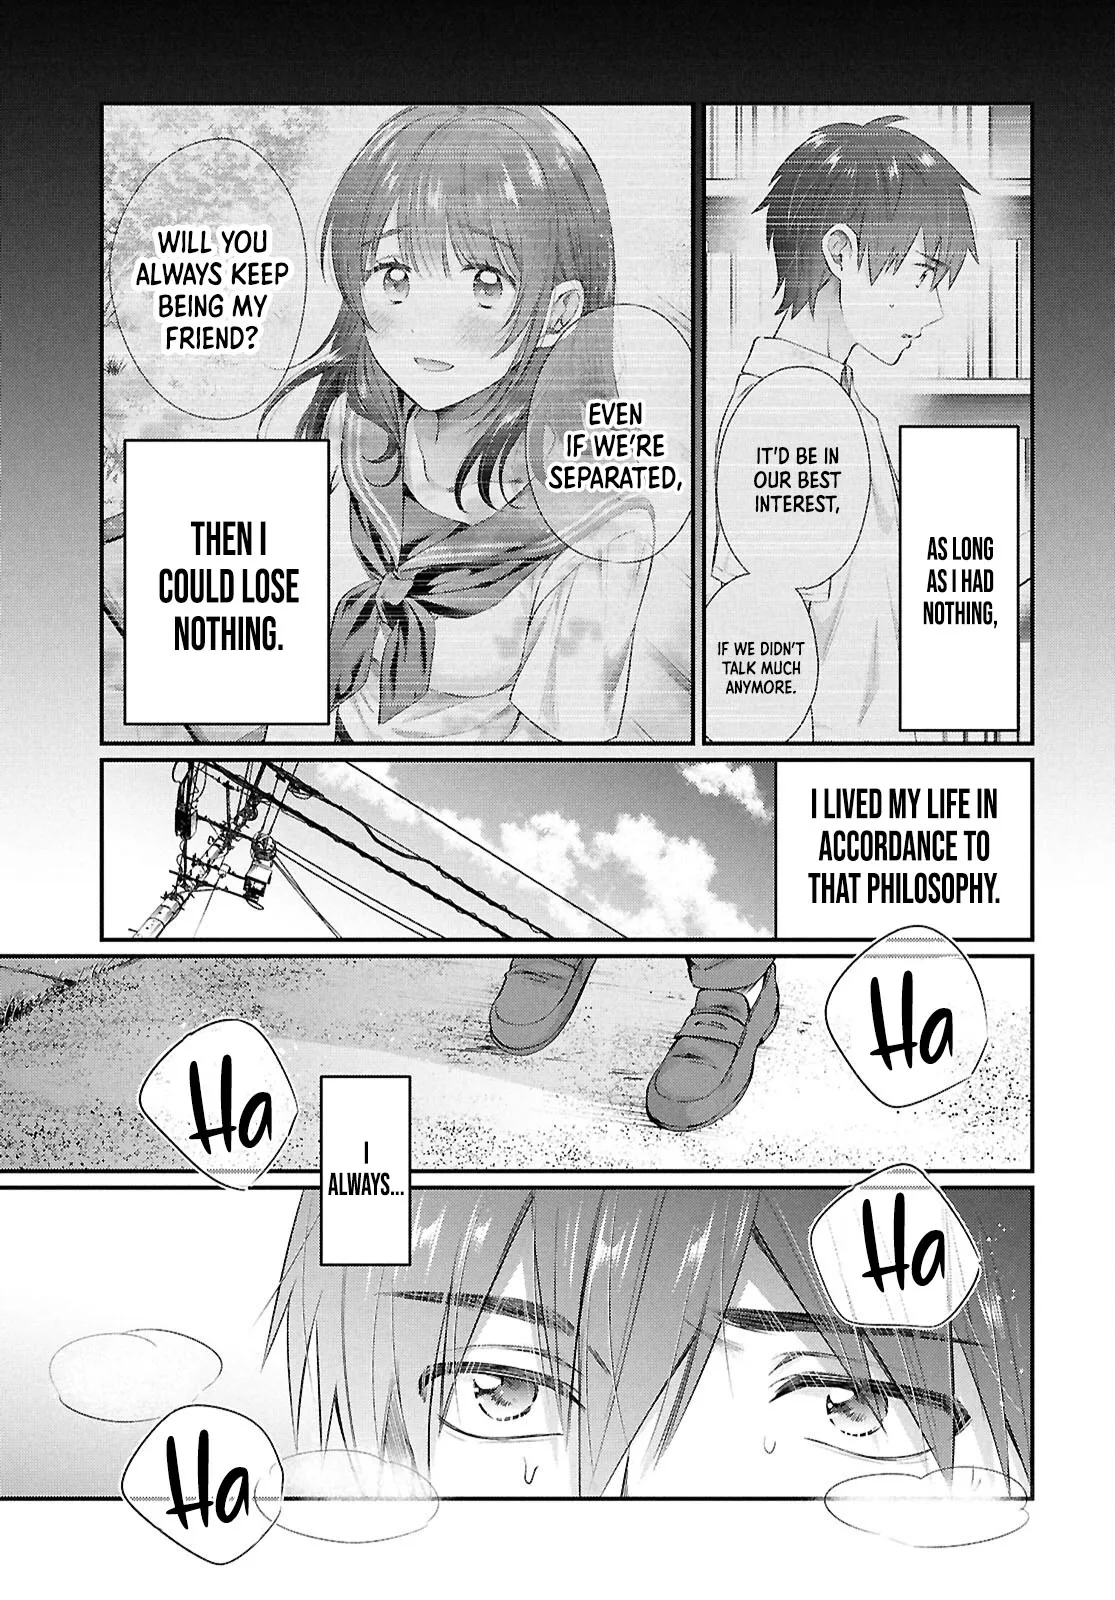 IT'D BE IN
OUR BEST
INTEREST,
IF WE DIDN'T
TALK MUCH
ANYMORE.
AS LONG
AS I HAD
NOTHING,
EVEN
IF WE'RE
SEPARATED,
WILL YOU
ALWAYS KEEP
BEING MY
FRIEND?
THEN I
COULD LOSE
NOTHING.
I LIVED MY LIFE IN
ACCORDANCE TO
THAT PHILOSOPHY.
Ha
Ha
I
ALWAYS...
Ha
Ha